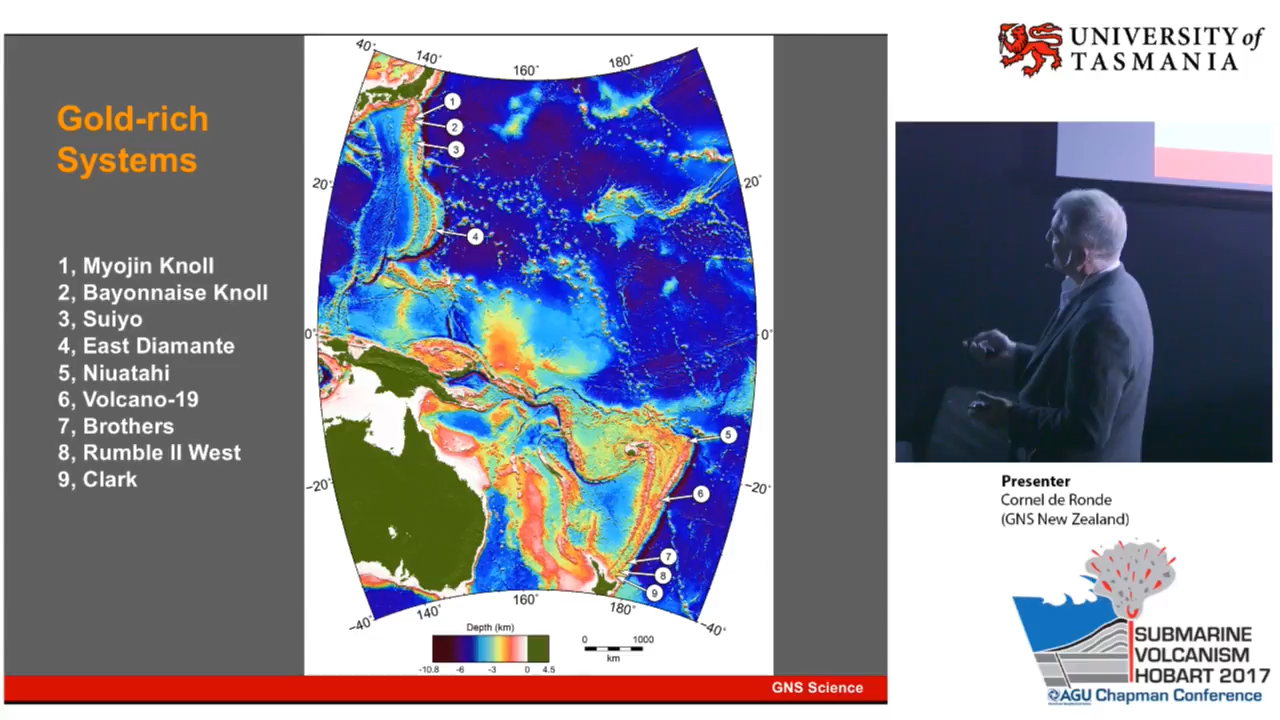 Gold-rich
Systems
1, Myojin Knoll
2, Bayonnaise Knoll
3, Suiyo
4, East Diamante
5, Niuatahi
6, Volcano-19
7, Brothers
8, Rumble II West
9, Clark
40°
140°
160°
180°
1
2
3
20°
20°
4
0°
0°
5
-20°
-20°
6
7
8
9
-40°
140°
160°
180°
-40°
Depth (km)
-10.8 -6 -3 0 4.5
0 1000
km
GNS Science
UNIVERSITY of
TASMANIA
Presenter
Cornel de Ronde
(GNS New Zealand)
SUBMARINE
VOLCANISM
HOBART 2017
AGU Chapman Conference